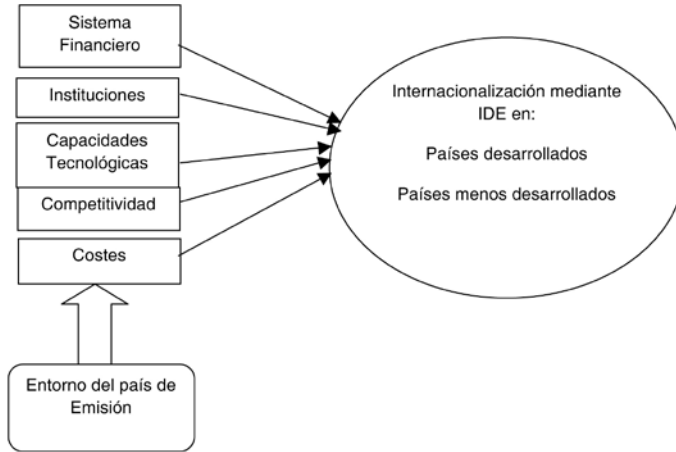 Sistema
Financiero
Instituciones
Capacidades
Tecnológicas
Competitividad
Costes
Entorno del país de
Emisión
Internacionalización mediante
IDE en:
Países desarrollados
Países menos desarrollados